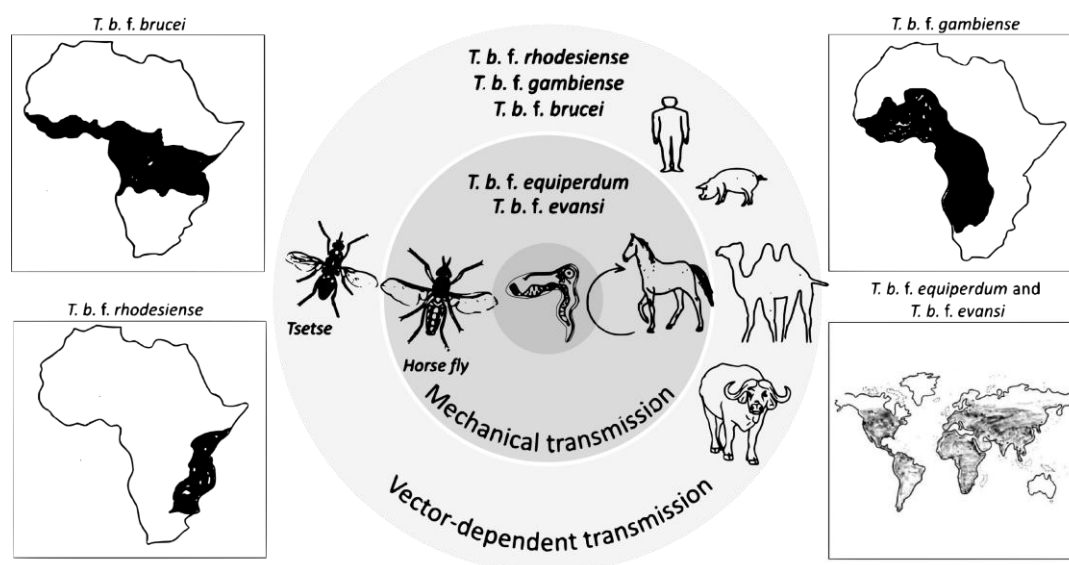 T. b. f. brucei
T. b. f. rhodesiense
T. b. f. gambiense
T. b. f. brucei
T. b. f. gambiense
T. b. f. equiperdum
T. b. f. evansi
Tsetse
Horse fly
Mechanical transmission
Vector-dependent transmission
T. b. f. rhodesiense
T. b. f. equiperdum and
T. b. f. evansi